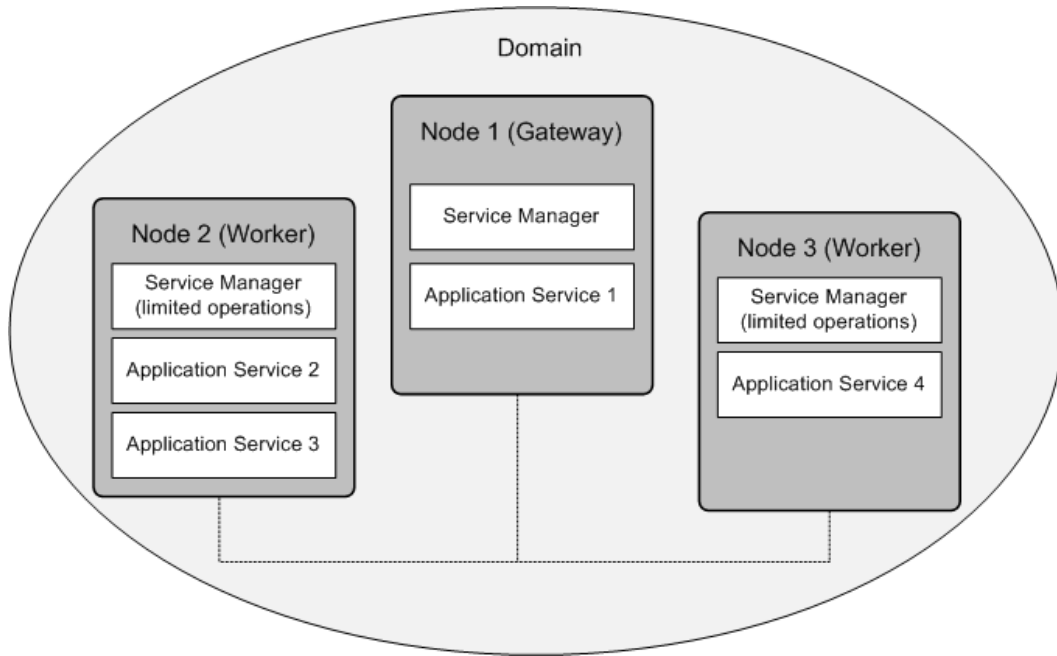 Domain
Node 1 (Gateway)
Service Manager
Application Service 1
Node 2 (Worker)
Service Manager
(limited operations)
Application Service 2
Application Service 3
Node 3 (Worker)
Service Manager
(limited operations)
Application Service 4